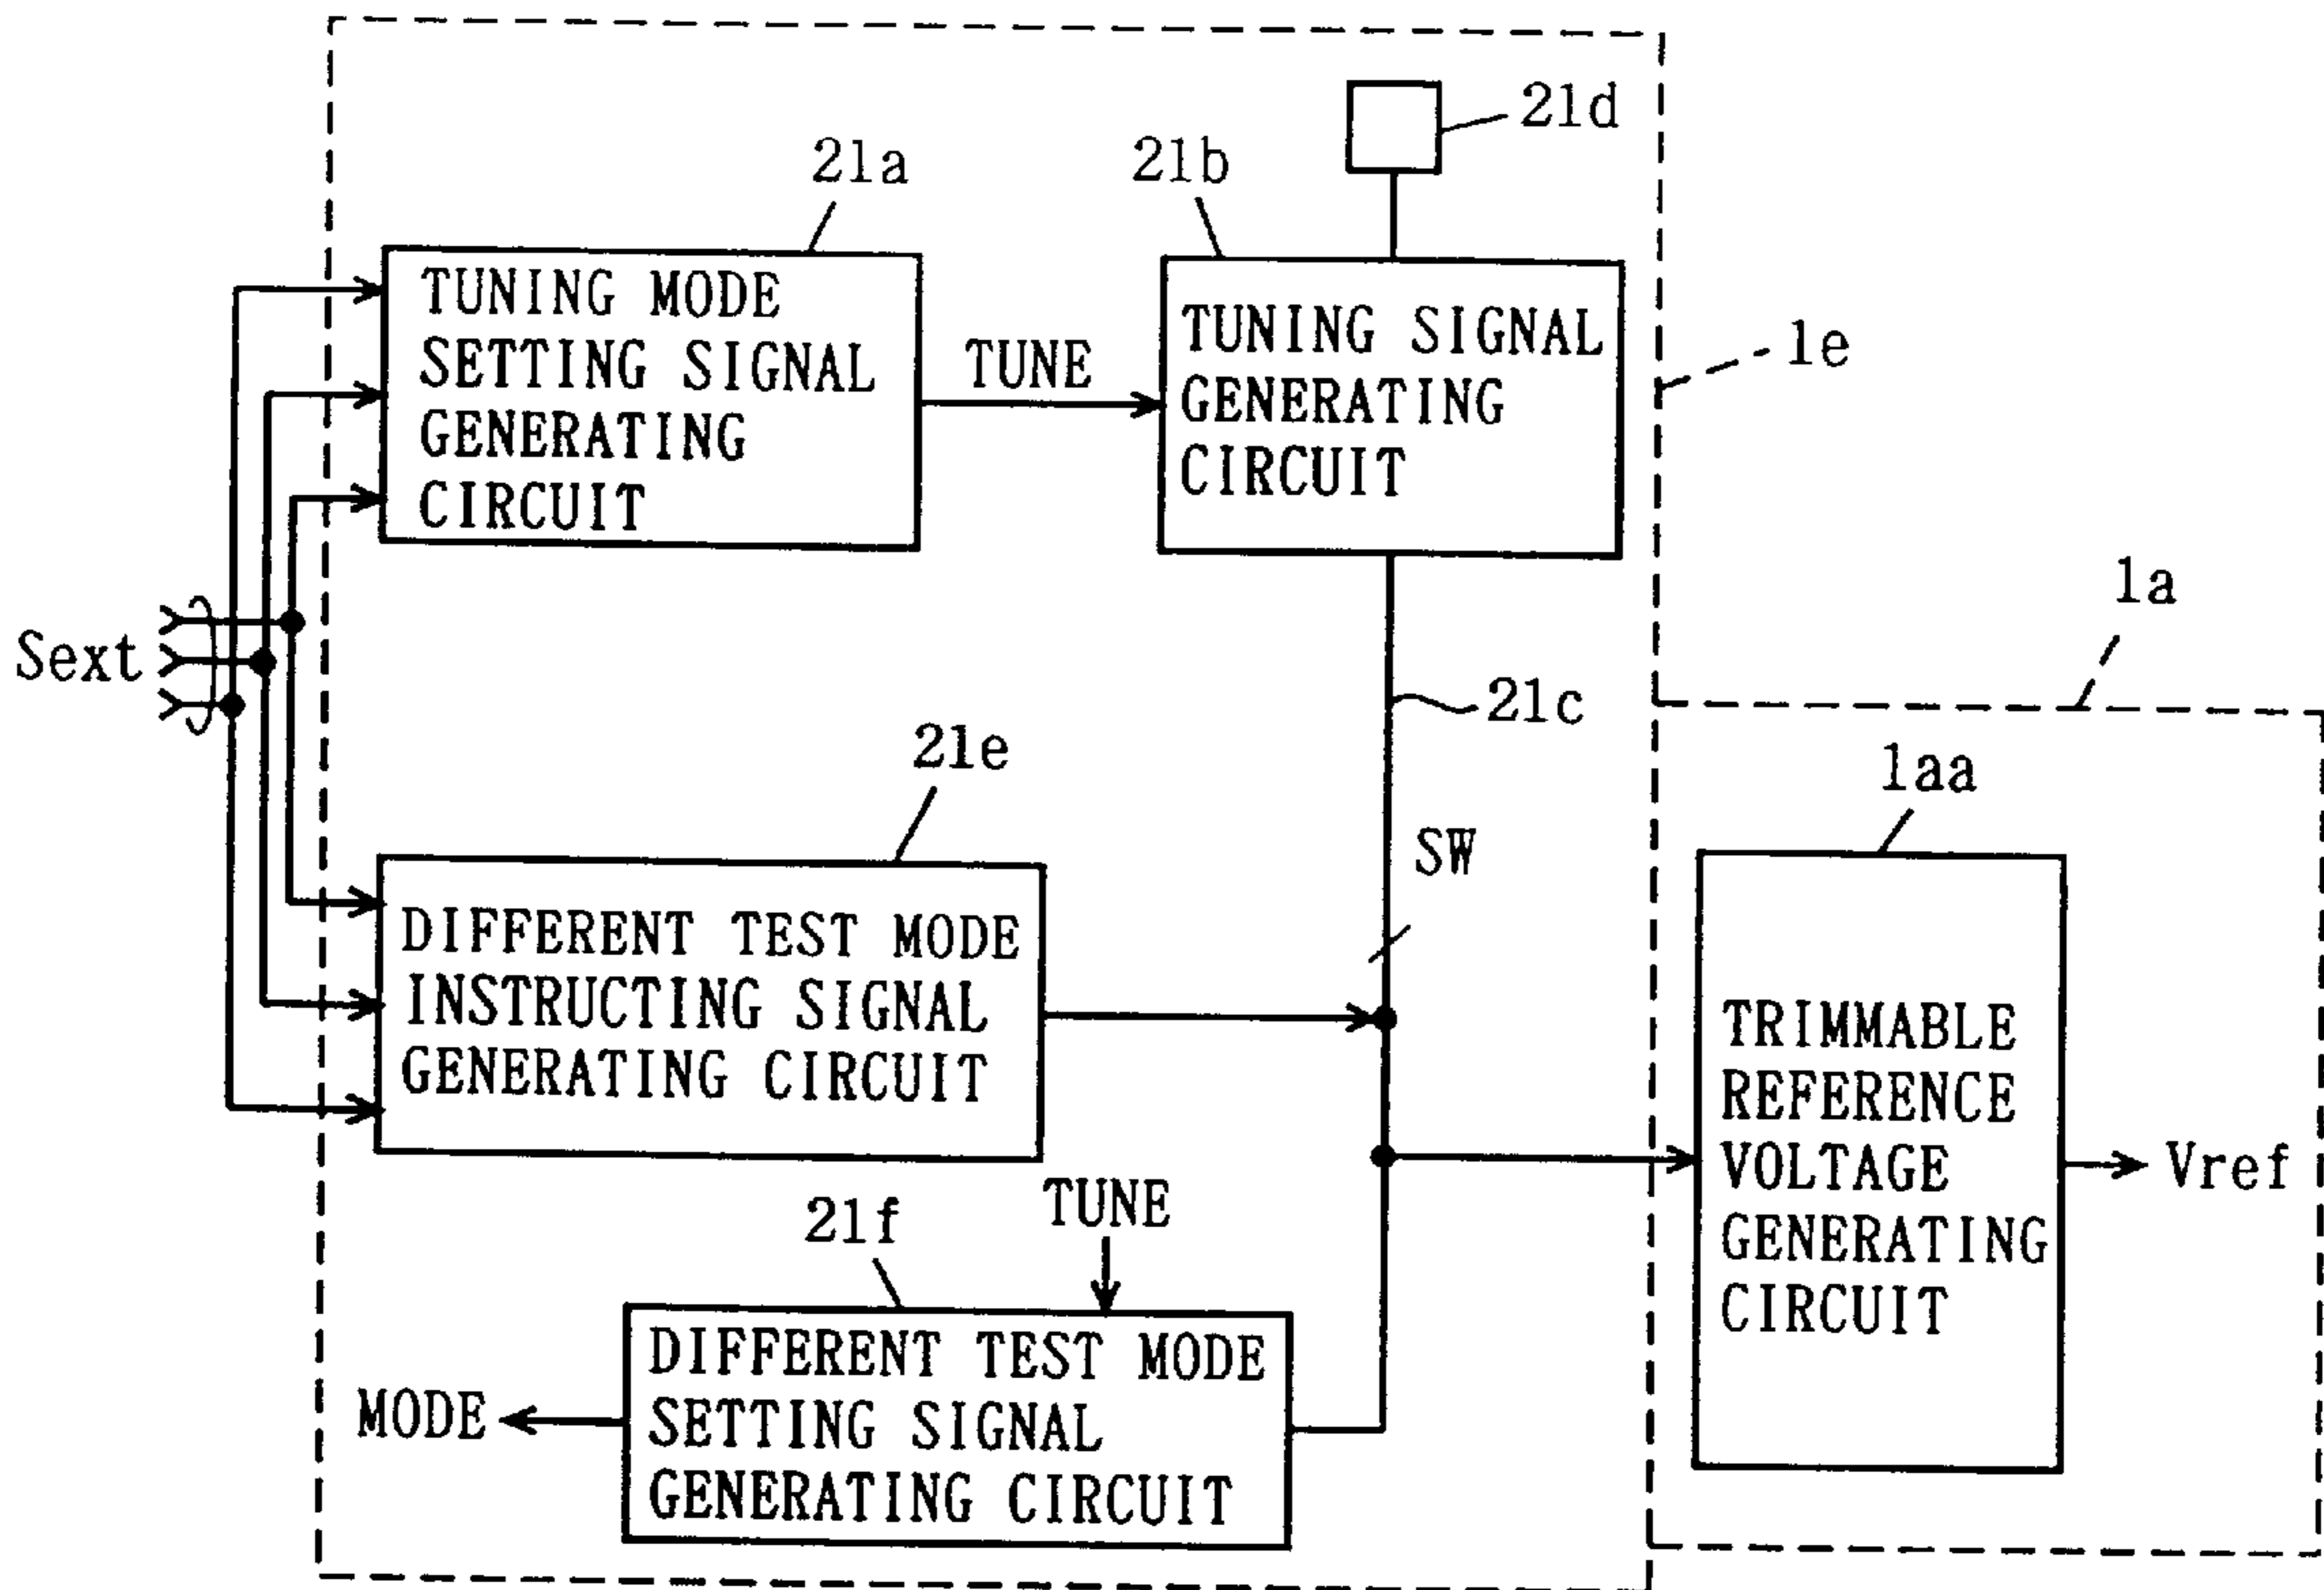 21d
21a
21b
TUNING MODE
SETTING SIGNAL
GENERATING
CIRCUIT
TUNE
TUNING SIGNAL
GENERATING
CIRCUIT
1e
1a
Sext
21c
21e
1aa
SW
DIFFERENT TEST MODE
INSTRUCTING SIGNAL
GENERATING CIRCUIT
TRIMMABLE
REFERENCE
VOLTAGE
GENERATING
CIRCUIT
Vref
21f
TUNE
DIFFERENT TEST MODE
SETTING SIGNAL
GENERATING CIRCUIT
MODE